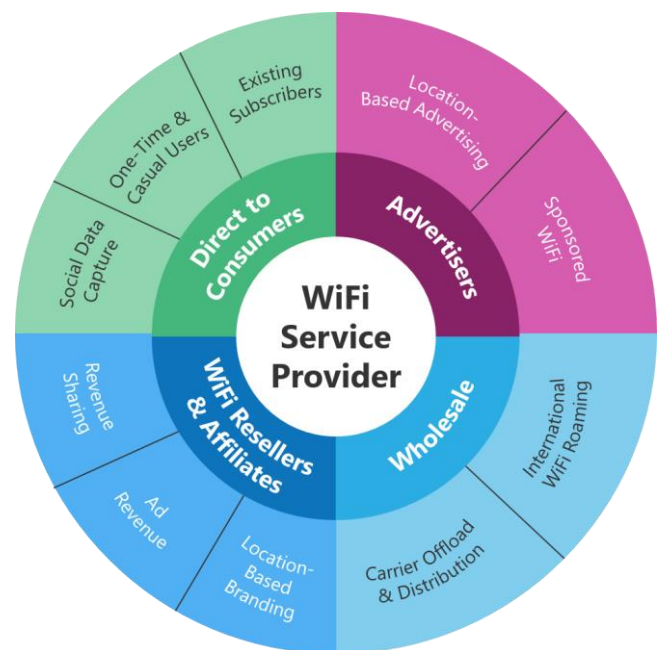 WiFi
Service
Provider
Direct to
Consumers
Advertisers
Wholesale
WiFi Resellers
& Affiliates
Existing
Subscribers
One-Time &
Casual Users
Social Data
Capture
Location-
Based Advertising
Sponsored
WiFi
International
WiFi Roaming
Carrier Offload
& Distribution
Location-
Based
Branding
Ad
Revenue
Revenue
Sharing